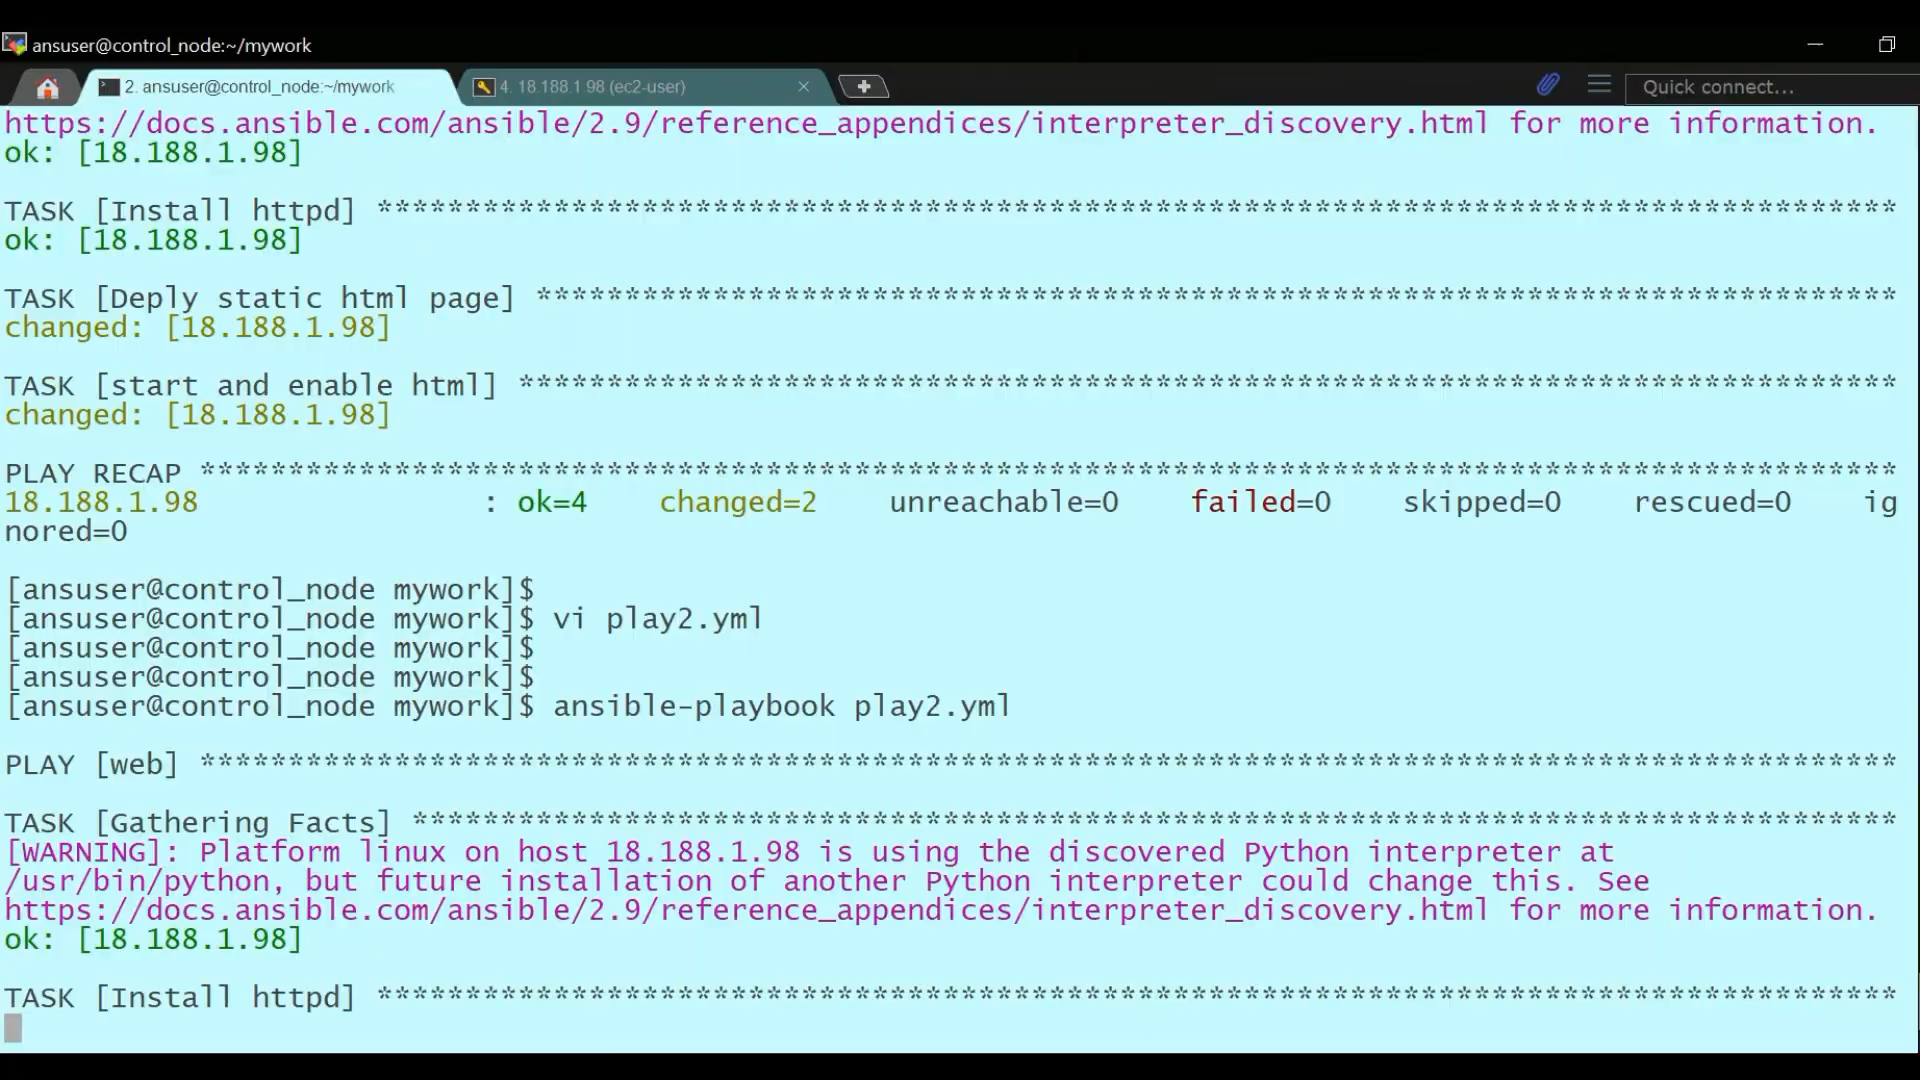 ansuser@control_node:~/mywork
2. ansuser@control_node:~/mywork
4. 18.188.1.98 (ec2-user)
Quick connect...
https://docs.ansible.com/ansible/2.9/reference_appendices/interpreter_discovery.html for more information.
ok: [18.188.1.98]
TASK [Install httpd] **************************************************************************************
ok: [18.188.1.98]
TASK [Deply static html page] *****************************************************************************
changed: [18.188.1.98]
TASK [start and enable html] ******************************************************************************
changed: [18.188.1.98]
PLAY RECAP ************************************************************************************************
18.188.1.98                : ok=4    changed=2    unreachable=0    failed=0    skipped=0    rescued=0    ig
nored=0
[ansuser@control_node mywork]$
[ansuser@control_node mywork]$ vi play2.yml
[ansuser@control_node mywork]$
[ansuser@control_node mywork]$
[ansuser@control_node mywork]$ ansible-playbook play2.yml
PLAY [web] ************************************************************************************************
TASK [Gathering Facts] ************************************************************************************
[WARNING]: Platform linux on host 18.188.1.98 is using the discovered Python interpreter at
/usr/bin/python, but future installation of another Python interpreter could change this. See
https://docs.ansible.com/ansible/2.9/reference_appendices/interpreter_discovery.html for more information.
ok: [18.188.1.98]
TASK [Install httpd] **************************************************************************************